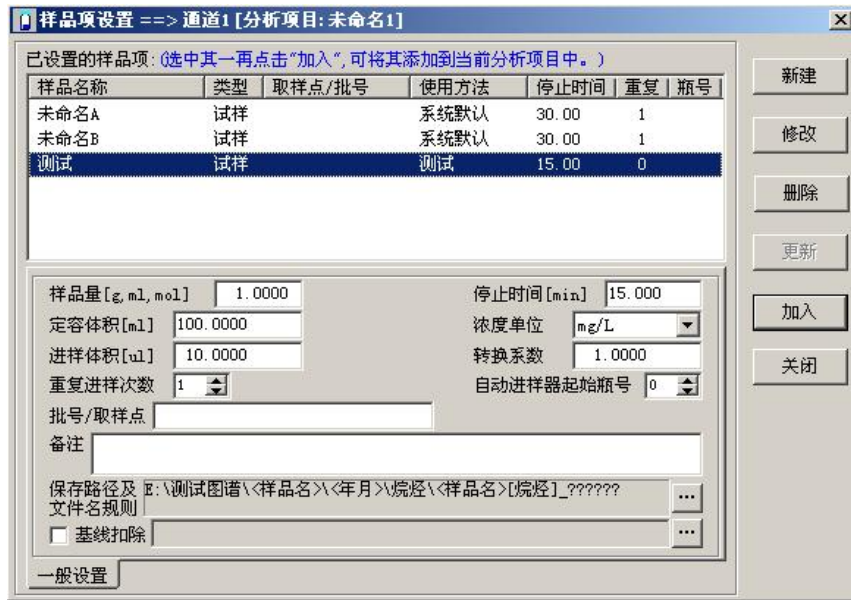 样品项设置 ==> 通道1 [分析项目: 未命名1]
已设置的样品项: (选中其一再点击“加入”, 可将其添加到当前分析项目中。)
样品名称 类型 取样点/批号 使用方法 停止时间 重复 瓶号
未命名A 试样 系统默认 30.00 1
未命名B 试样 系统默认 30.00 1
测试 试样 测试 15.00 0
新建
修改
删除
更新
加入
关闭
样品量[g,ml,mol] 1.0000 停止时间[min] 15.000
定容体积[ml] 100.0000 浓度单位 mg/L
进样体积[ul] 10.0000 转换系数 1.0000
重复进样次数 1 自动进样器起始瓶号 0
批号/取样点
备注
保存路径及 E:\测试图谱\<样品名>\<年月>\烷烃\<样品名>[烷烃]_??????
文件名规则 ...
基线扣除 ...
一般设置